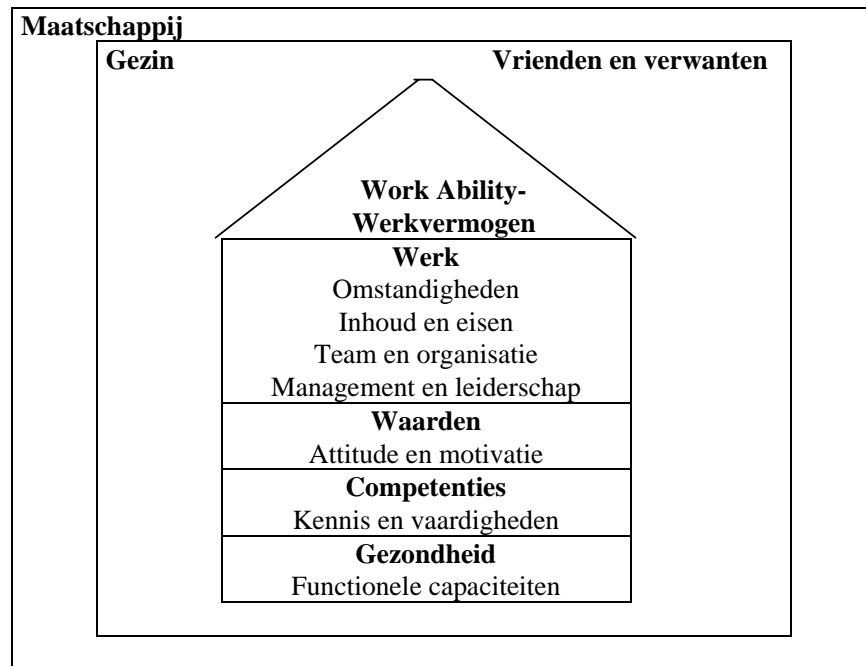 Maatschappij
Gezin Vrienden en verwanten
Work Ability-
Werkvermogen
Werk
Omstandigheden
Inhoud en eisen
Team en organisatie
Management en leiderschap
Waarden
Attitude en motivatie
Competenties
Kennis en vaardigheden
Gezondheid
Functionele capaciteiten